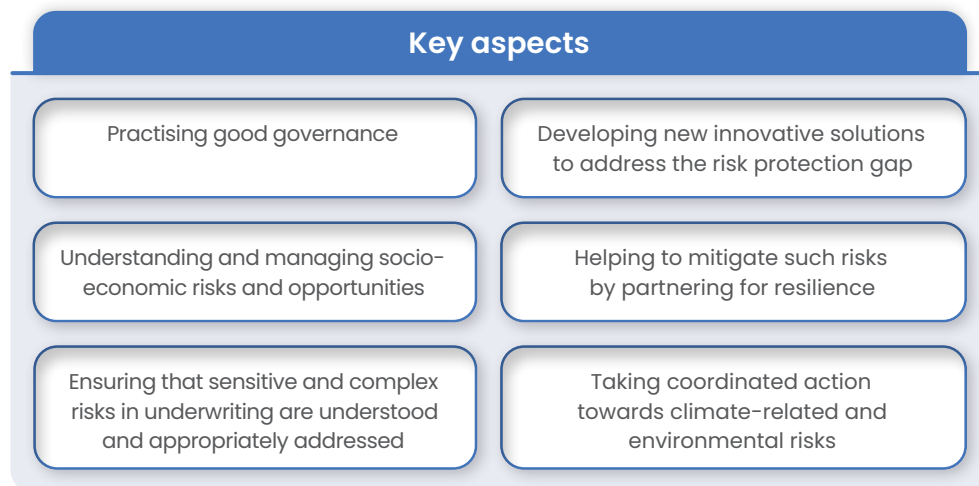 Key aspects
Practising good governance
Developing new innovative solutions
to address the risk protection gap
Understanding and managing socio-
economic risks and opportunities
Helping to mitigate such risks
by partnering for resilience
Ensuring that sensitive and complex
risks in underwriting are understood
and appropriately addressed
Taking coordinated action
towards climate-related and
environmental risks